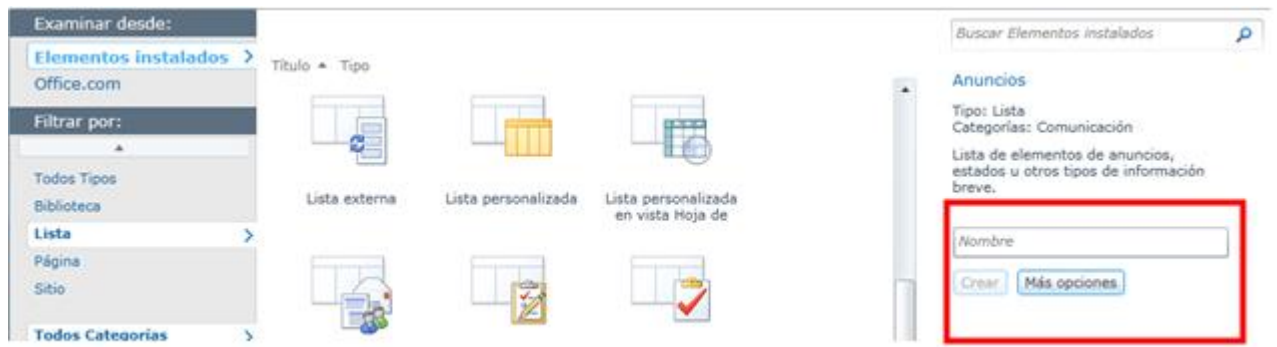 Examinar desde:
Elementos instalados
Office.com
Filtrar por:
Todos Tipos
Biblioteca
Lista
Página
Sitio
Todos Categorías
Título Tipo
Lista externa
Lista personalizada
Lista personalizada
en vista Hoja de
Buscar Elementos instalados
Anuncios
Tipo: Lista
Categorías: Comunicación
Lista de elementos de anuncios,
estados u otros tipos de información
breve.
Nombre
Crear Más opciones